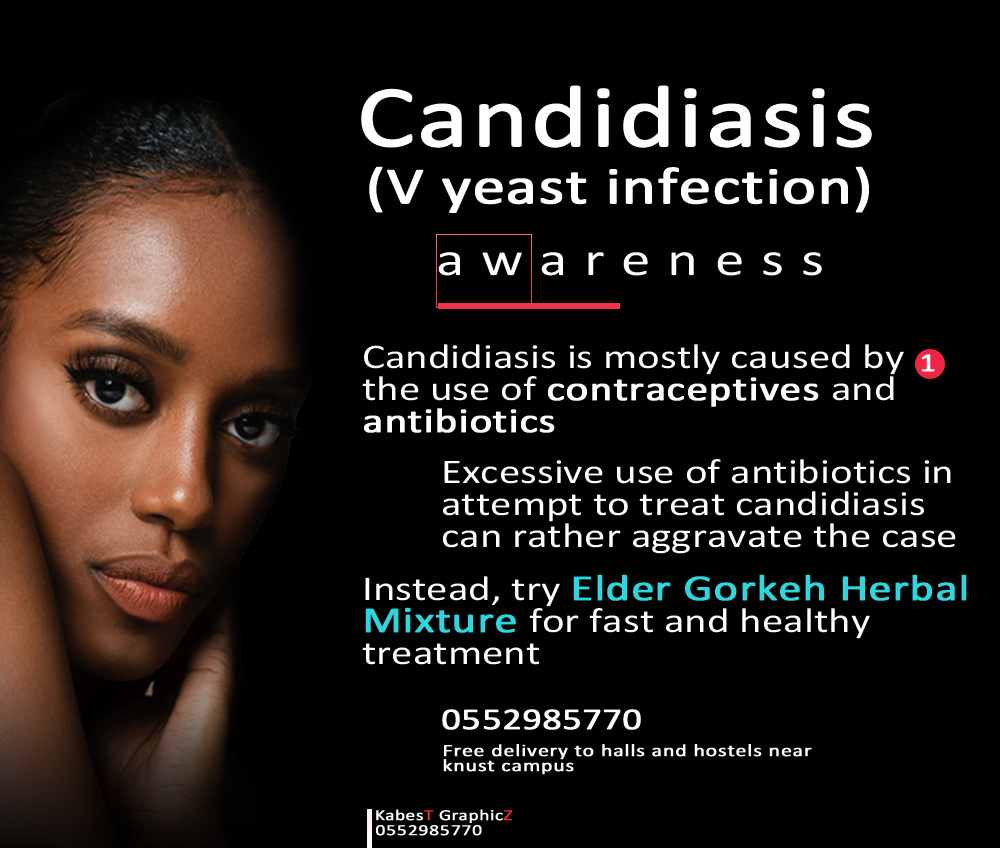 Candidiasis
(V yeast infection)
awareness
Candidiasis is mostly caused by 1
the use of contraceptives and
antibiotics
Excessive use of antibiotics in
attempt to treat candidiasis
can rather aggravate the case
Instead, try Elder Gorkeh Herbal
Mixture for fast and healthy
treatment
0552985770
Free delivery to halls and hostels near
knust campus
KabesT GraphicZ
0552985770